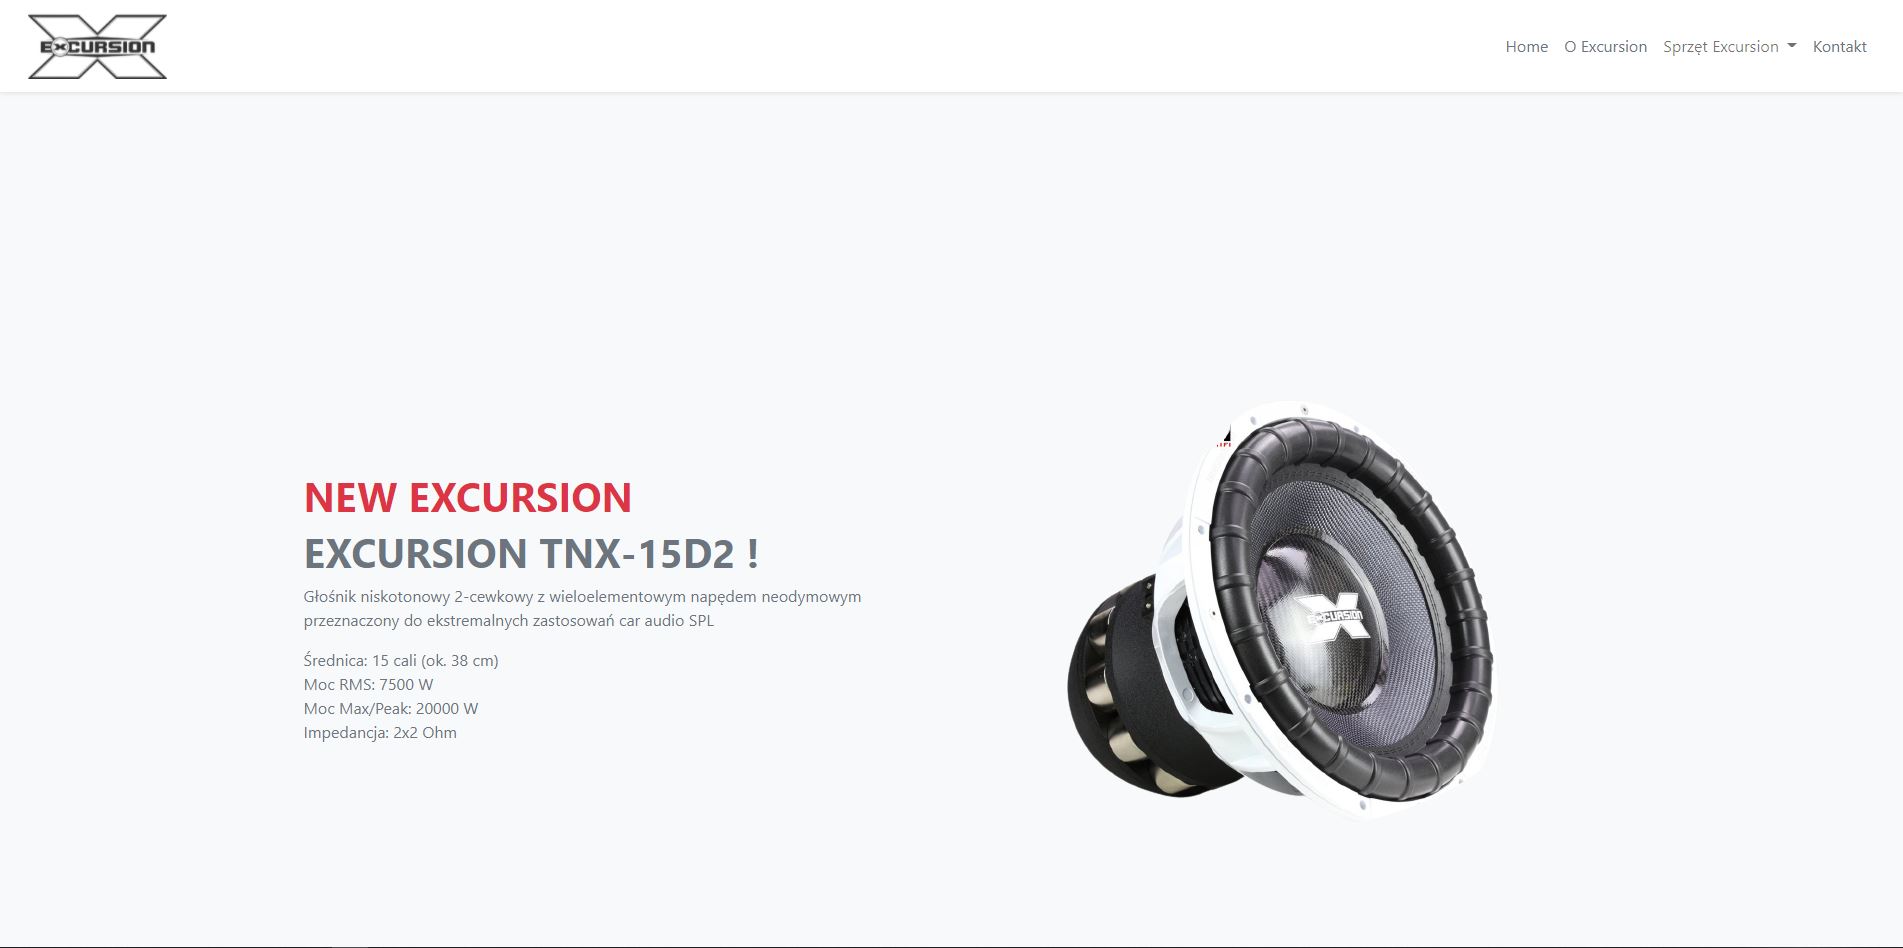 EXCURSION
Home
O Excursion
Sprzęt Excursion
Kontakt
NEW EXCURSION
EXCURSION TNX-15D2 !
Głośnik niskotonowy 2-cewkowy z wieloelementowym napędem neodymowym
przeznaczony do ekstremalnych zastosowań car audio SPL
Średnica: 15 cali (ok. 38 cm)
Moc RMS: 7500 W
Moc Max/Peak: 20000 W
Impedancja: 2x2 Ohm
EXCURSION